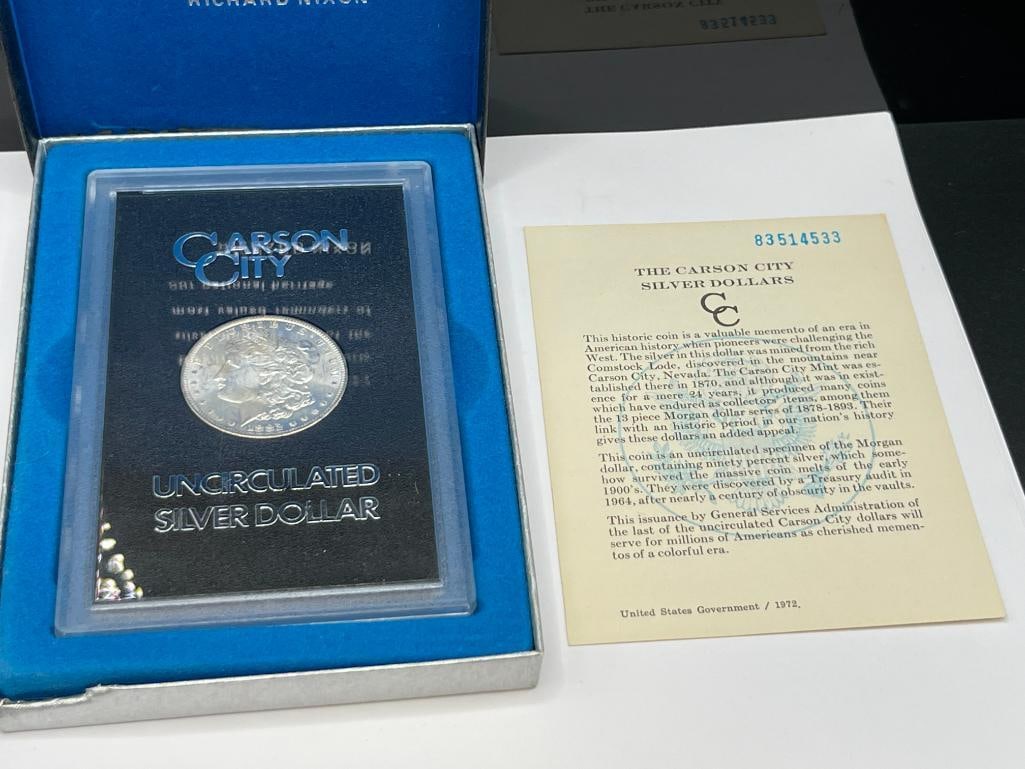 RICHARD NIXON
CARSON
CITY
UNCIRCULATED
SILVER DOLLAR
THE CARSON CITY
83514533
83514533
THE CARSON CITY
SILVER DOLLARS
CC
This historic coin is a valuable memento of an era in
American history when pioneers were challenging the
West. The silver in this dollar was mined from the rich
Comstock Lode, discovered in the mountains near
Carson City, Nevada. The Carson City Mint was es-
tablished there in 1870, and although it was in exist-
ence for a mere 24 years, it produced many coins
which have endured as collectors' items, among them
the 13 piece Morgan dollar series of 1878-1893. Their
link with an historic period in our nation's history
gives these dollars an added appeal.
This coin is an uncirculated specimen of the Morgan
dollar, containing ninety percent silver, which some-
how survived the massive coin melts of the early
1900's. They were discovered by a Treasury audit in
1964, after nearly a century of obscurity in the vaults.
This issuance by General Services Administration of
the last of the uncirculated Carson City dollars will
serve for millions of Americans as cherished memen-
tos of a colorful era.
United States Government / 1972.